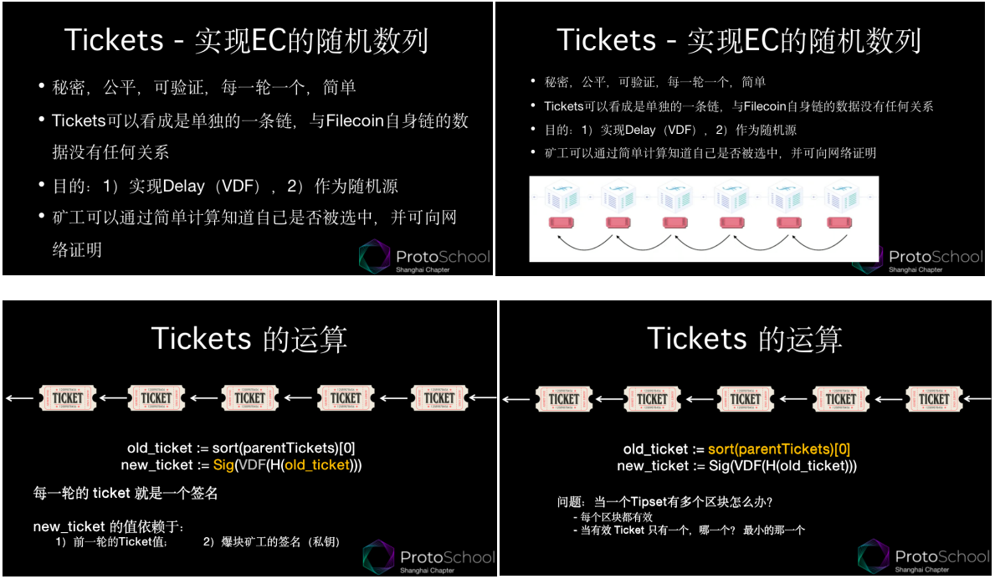 Tickets - 实现EC的随机数列
• 秘密，公平，可验证，每一轮一个，简单
• Tickets可以看成是单独的一条链，与Filecoin自身链的数
据没有任何关系
• 目的：1）实现Delay（VDF），2）作为随机源
• 矿工可以通过简单计算知道自己是否被选中，并可向网
络证明
ProtoSchool
Shanghai Chapter
Tickets - 实现EC的随机数列
• 秘密，公平，可验证，每一轮一个，简单
• Tickets可以看成是单独的一条链，与Filecoin自身链的数据没有任何关系
• 目的：1）实现Delay（VDF），2）作为随机源
• 矿工可以通过简单计算知道自己是否被选中，并可向网络证明
ProtoSchool
Shanghai Chapter
Tickets 的运算
TICKET TICKET TICKET TICKET TICKET
old_ticket := sort(parentTickets)[0]
new_ticket := Sig(VDF(H(old_ticket)))
每一轮的 ticket 就是一个签名
new_ticket 的值依赖于：
1）前一轮的Ticket值； 2）爆块矿工的签名（私钥）
ProtoSchool
Shanghai Chapter
Tickets 的运算
TICKET TICKET TICKET TICKET TICKET
old_ticket := sort(parentTickets)[0]
new_ticket := Sig(VDF(H(old_ticket)))
问题：当一个Tipset有多个区块怎么办？
- 每个区块都有效
- 当有效 Ticket 只有一个，哪一个？ 最小的那一个
ProtoSchool
Shanghai Chapter